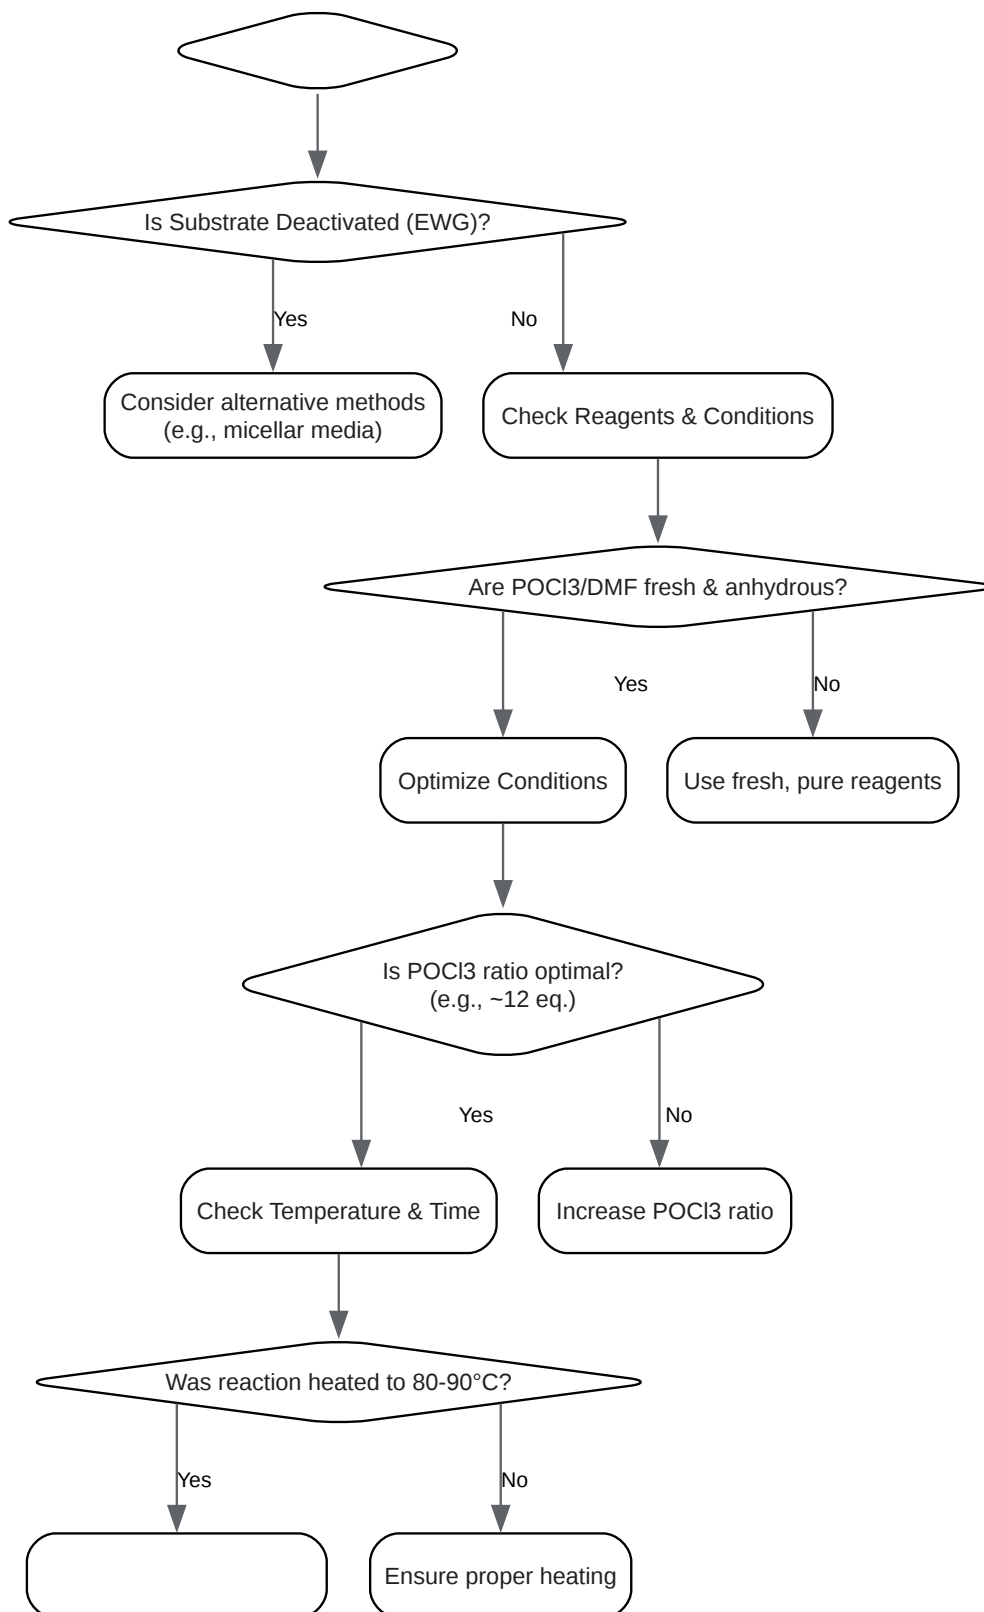 Is Substrate Deactivated (EWG)?
Yes
No
Consider alternative methods
(e.g., micellar media)
Check Reagents & Conditions
Are POCl3/DMF fresh & anhydrous?
Yes
No
Optimize Conditions
Use fresh, pure reagents
Is POCl3 ratio optimal?
(e.g., ~12 eq.)
Yes
No
Check Temperature & Time
Increase POCl3 ratio
Was reaction heated to 80-90°C?
Yes
No
Ensure proper heating